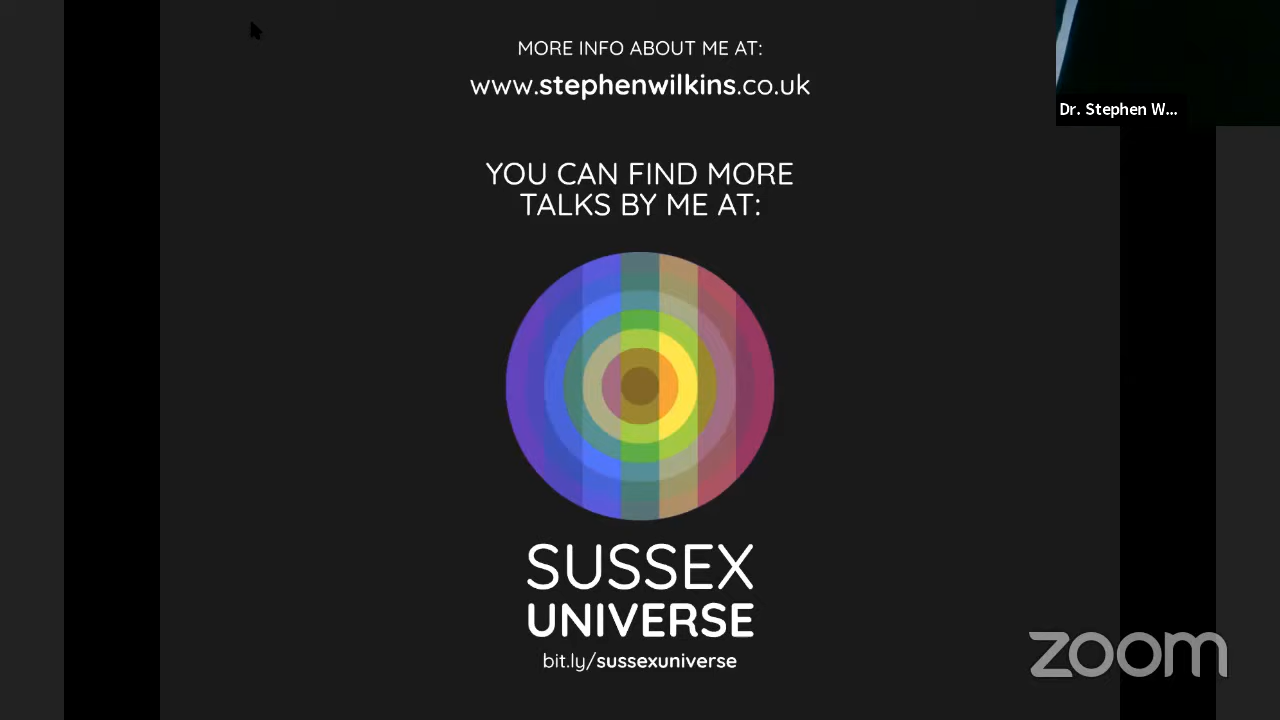 MORE INFO ABOUT ME AT:
www.stephenwilkins.co.uk
Dr. Stephen W...
YOU CAN FIND MORE
TALKS BY ME AT:
SUSSEX
UNIVERSE
bit.ly/sussexuniverse
zoom